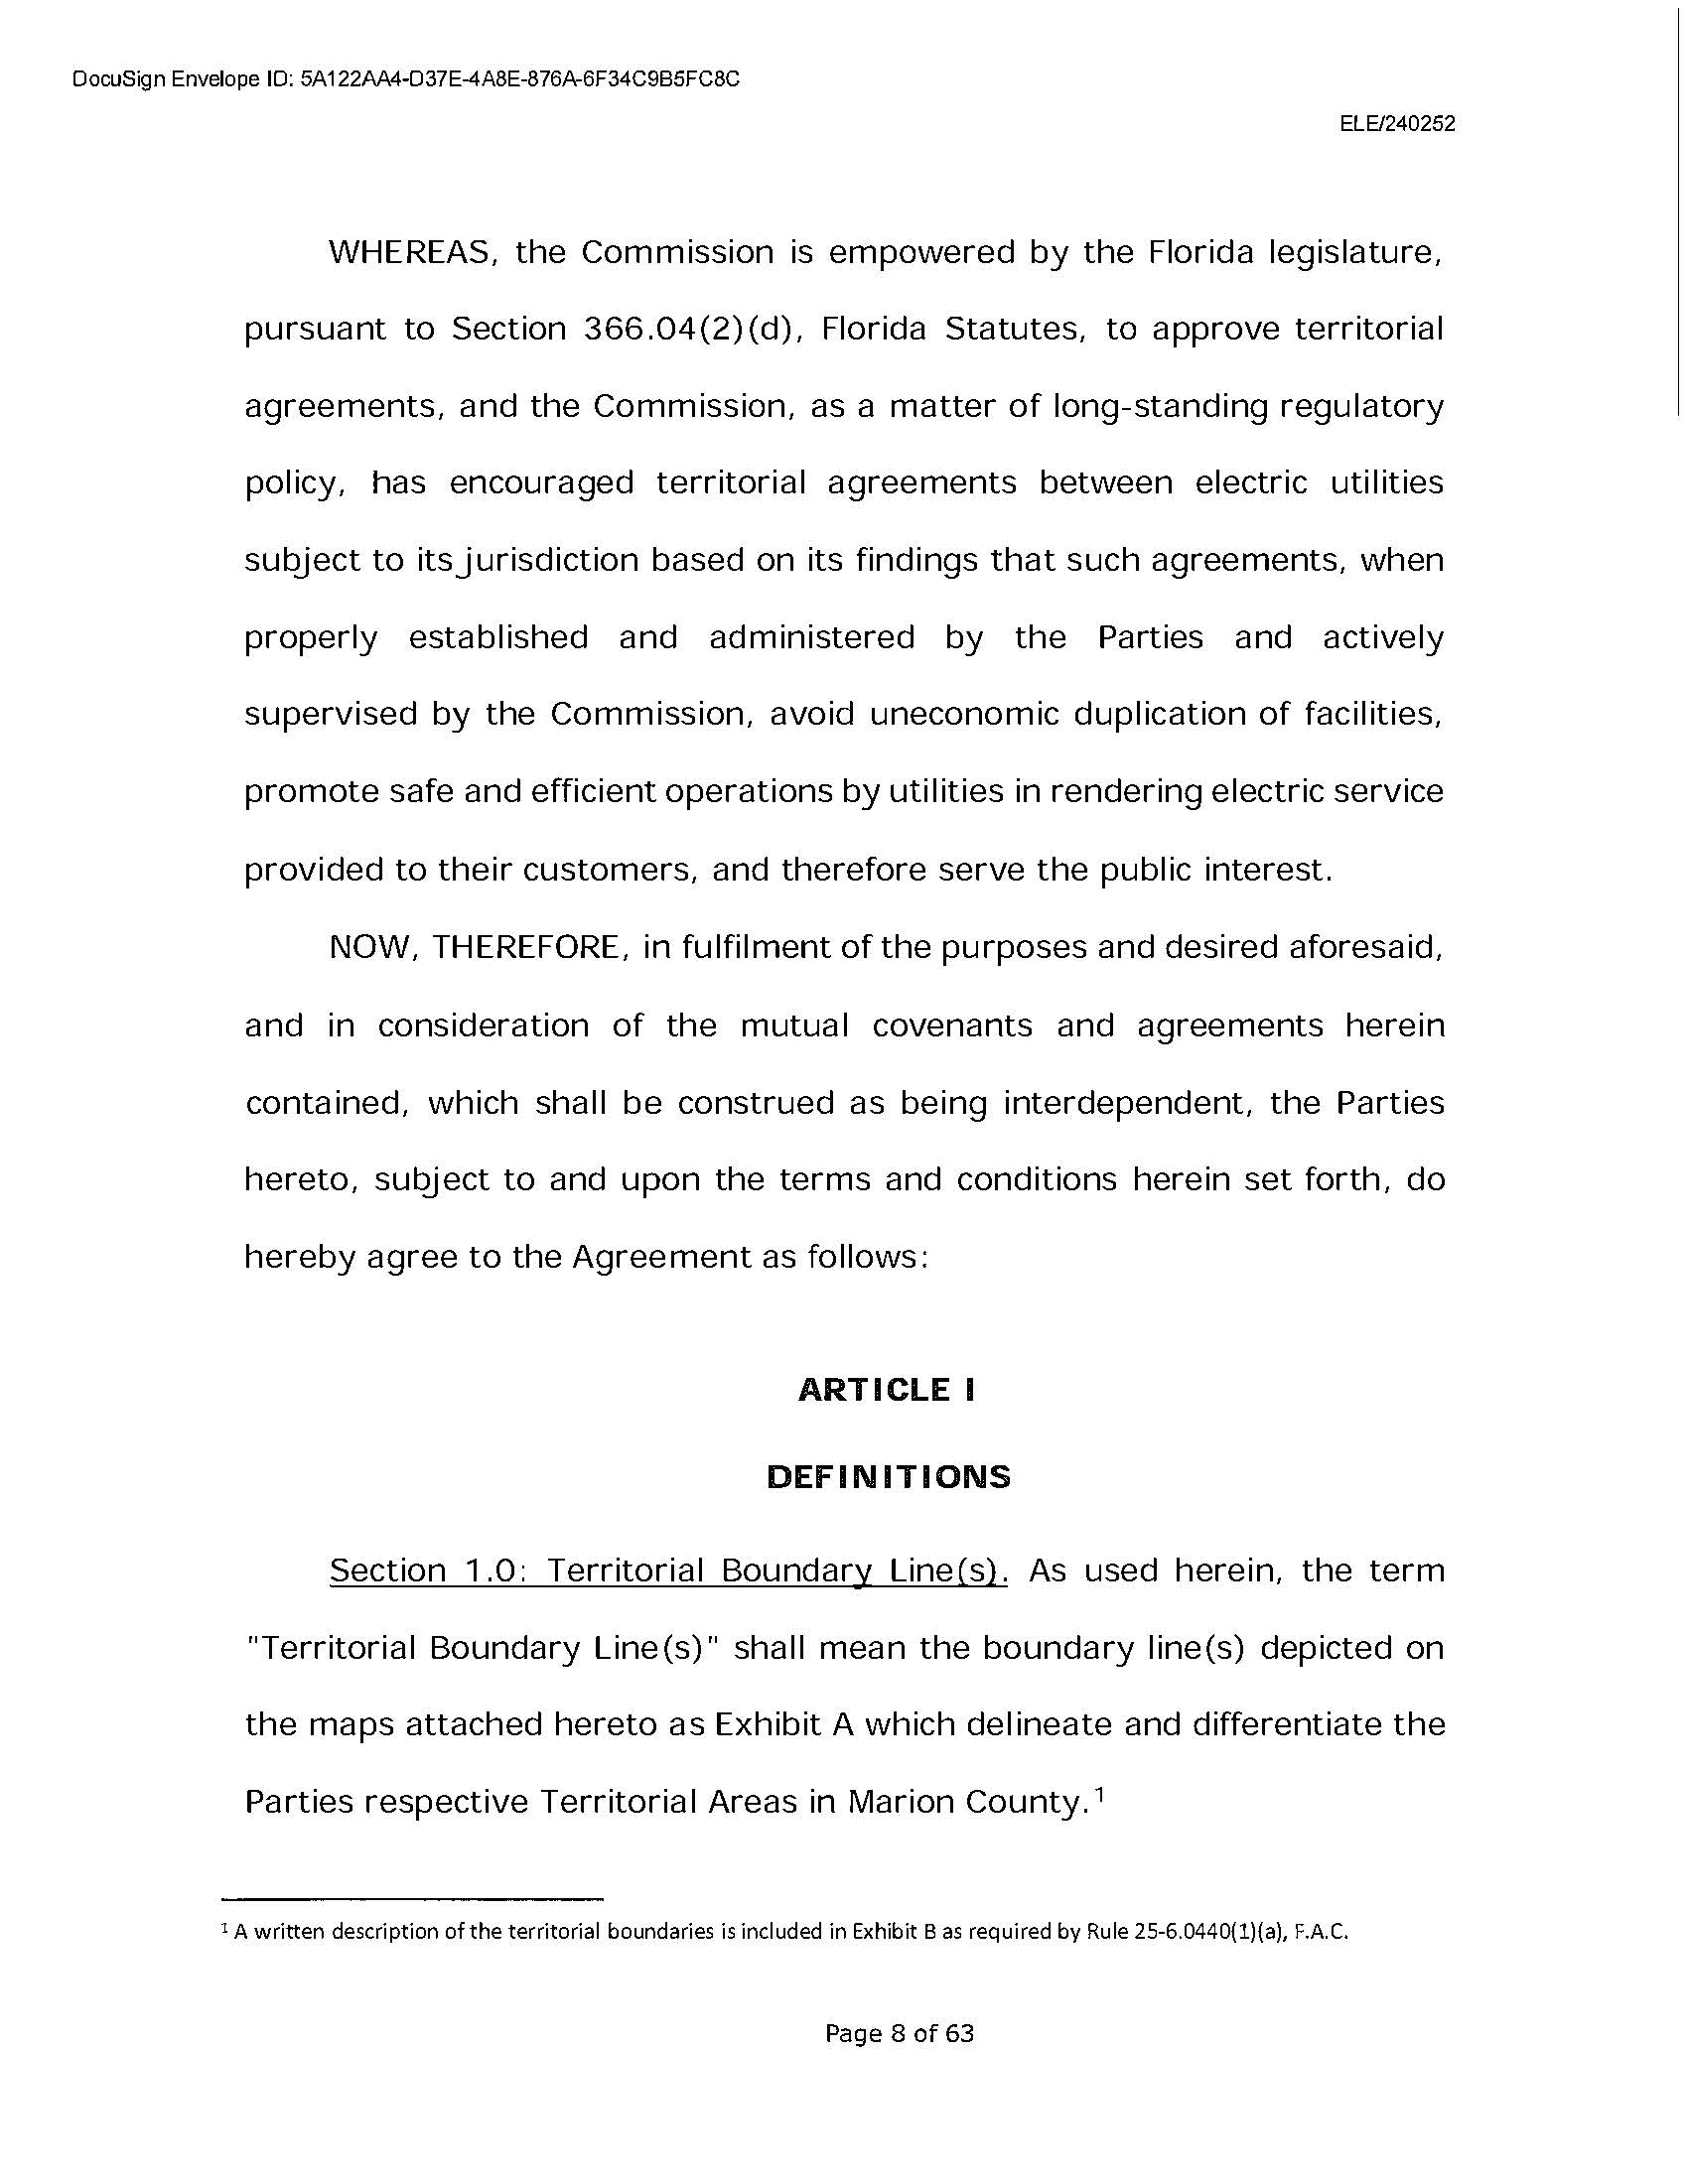 DocuSign Envelope ID: 5A122AA4-D37E-4A8E-876A-6F34C9B5FC8C
ELE/240252
WHEREAS, the Commission is empowered by the Florida legislature,
pursuant to Section 366.04(2)(d), Florida Statutes, to approve territorial
agreements, and the Commission, as a matter of long-standing regulatory
policy, has encouraged territorial agreements between electric utilities
subject to its jurisdiction based on its findings that such agreements, when
properly established and administered by the Parties and actively
supervised by the Commission, avoid uneconomic duplication of facilities,
promote safe and efficient operations by utilities in rendering electric service
provided to their customers, and therefore serve the public interest.
NOW, THEREFORE, in fulfilment of the purposes and desired aforesaid,
and in consideration of the mutual covenants and agreements herein
contained, which shall be construed as being interdependent, the Parties
hereto, subject to and upon the terms and conditions herein set forth, do
hereby agree to the Agreement as follows:
ARTICLE I
DEFINITIONS
Section 1.0: Territorial Boundary Line(s). As used herein, the term
"Territorial Boundary Line(s)" shall mean the boundary line(s) depicted on
the maps attached hereto as Exhibit A which delineate and differentiate the
Parties respective Territorial Areas in Marion County.¹
¹ A written description of the territorial boundaries is included in Exhibit B as required by Rule 25-6.0440(1)(a), F.A.C.
Page 8 of 63